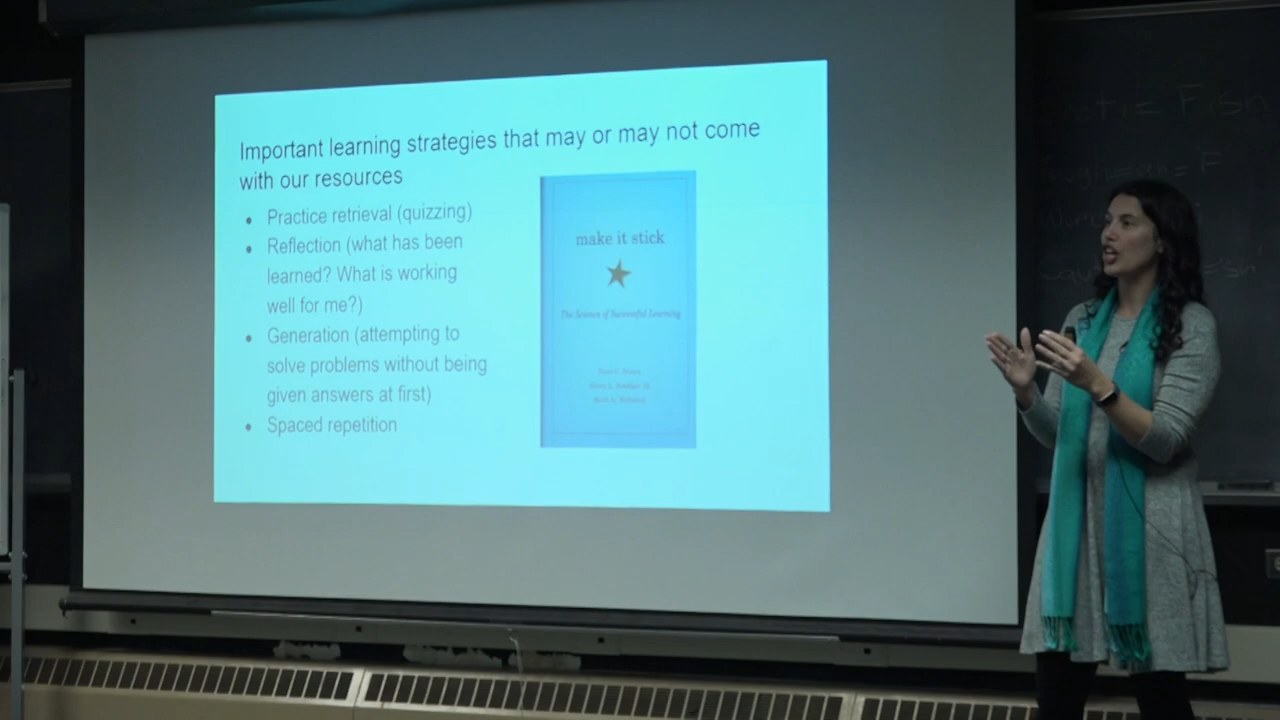 Important learning strategies that may or may not come
with our resources
• Practice retrieval (quizzing)
• Reflection (what has been
learned? What is working
well for me?)
• Generation (attempting to
solve problems without being
given answers at first)
• Spaced repetition
make it stick
The Science of Successful Learning
= Fish
= F